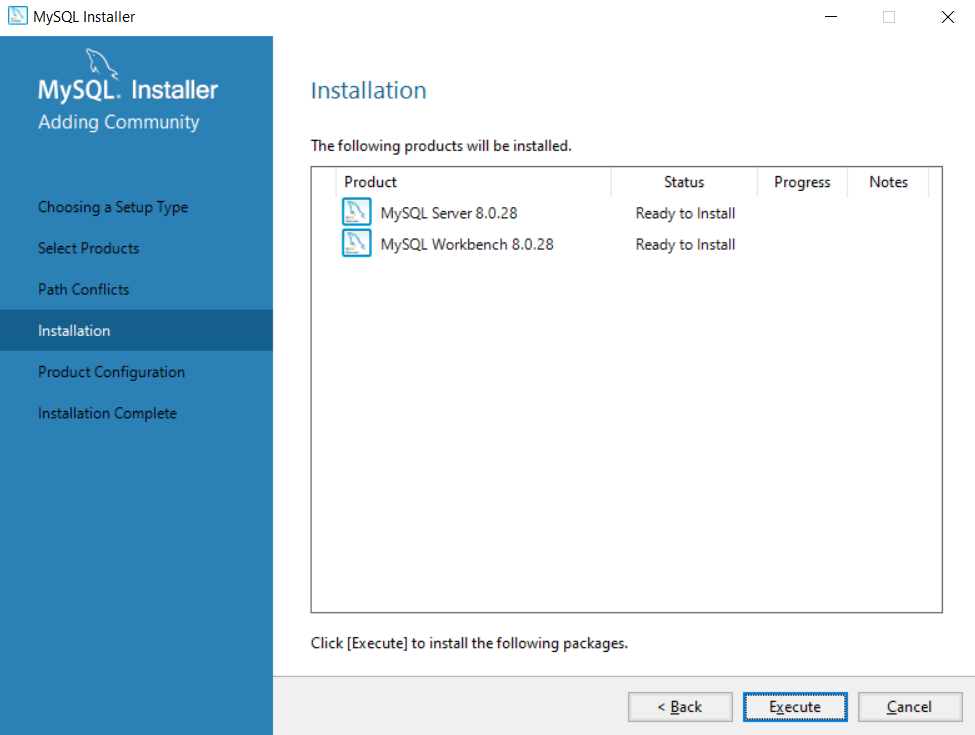 MySQL Installer
MySQL. Installer
Adding Community
Choosing a Setup Type
Select Products
Path Conflicts
Installation
Product Configuration
Installation Complete
Installation
The following products will be installed.
Product Status Progress Notes
MySQL Server 8.0.28 Ready to Install
MySQL Workbench 8.0.28 Ready to Install
Click [Execute] to install the following packages.
< Back Execute Cancel